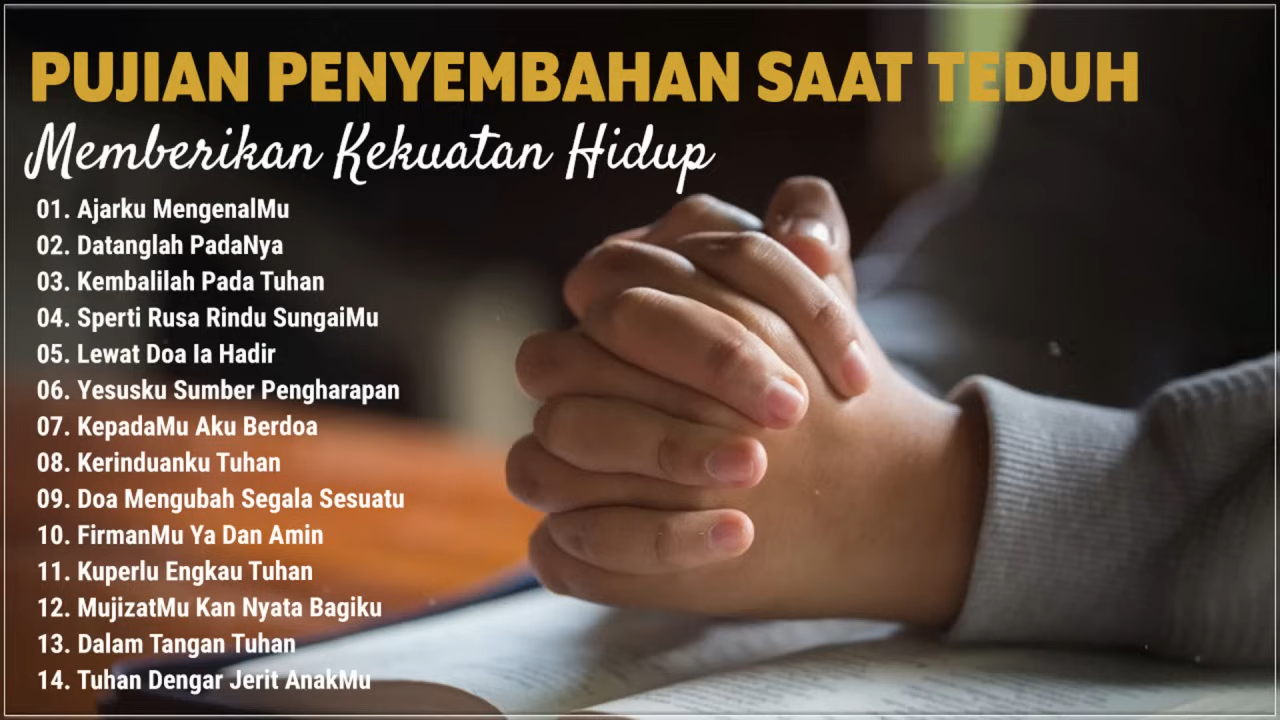 PUJIAN PENYEMBAHAN SAAT TEDUH
Memberikan Kekuatan Hidup
01. Ajarku MengenalMu
02. Datanglah PadaNya
03. Kembalilah Pada Tuhan
04. Sperti Rusa Rindu SungaiMu
05. Lewat Doa Ia Hadir
06. Yesusku Sumber Pengharapan
07. KepadaMu Aku Berdoa
08. Kerinduanku Tuhan
09. Doa Mengubah Segala Sesuatu
10. FirmanMu Ya Dan Amin
11. Kuperlu Engkau Tuhan
12. MujizatMu Kan Nyata Bagiku
13. Dalam Tangan Tuhan
14. Tuhan Dengar Jerit AnakMu